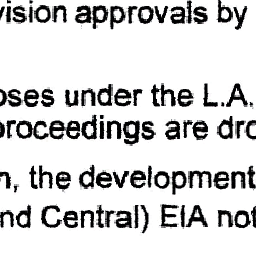 vision approvals by
oses under the L.A.
proceedings are dro
n, the development
nd Central) EIA not